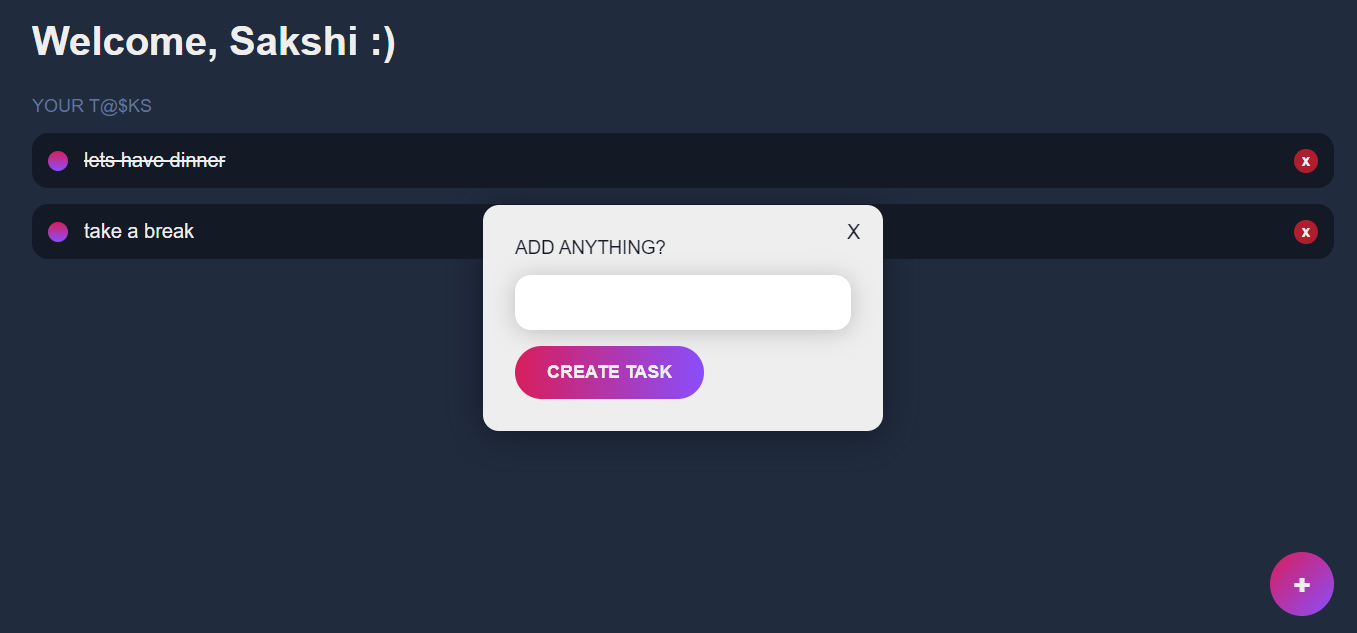 Welcome, Sakshi :)
YOUR T@$KS
lets have dinner
x
take a break
x
X
ADD ANYTHING?
CREATE TASK
+